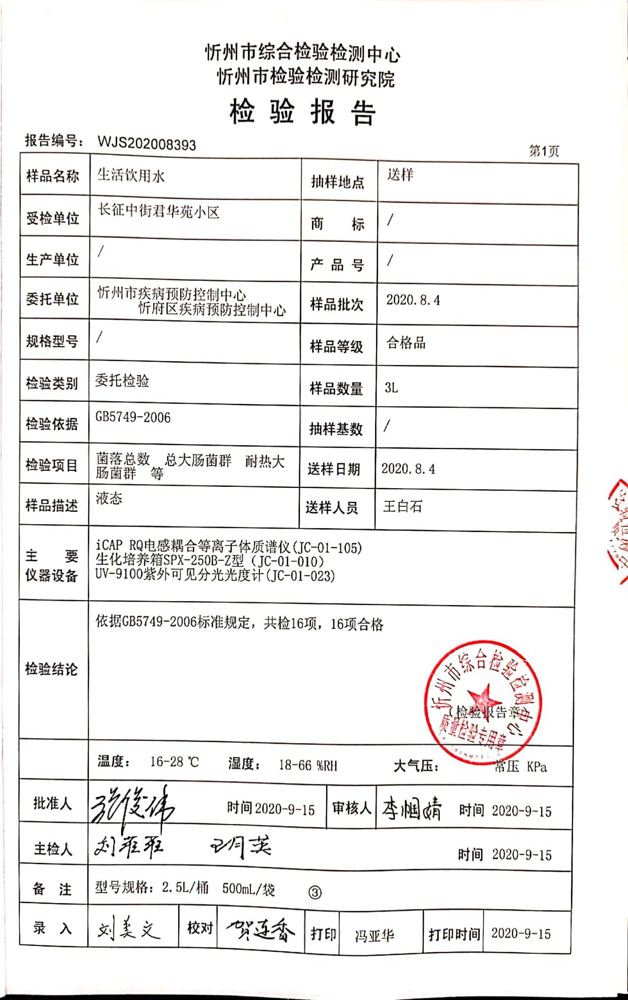 忻州市综合检验检测中心
忻州市检验检测研究院
检 验 报 告
报告编号： WJS202008393
第1页
样品名称 生活饮用水 抽样地点 送样
受检单位 长征中街君华苑小区 商 标 /
生产单位 / 产 品 号 /
委托单位 忻州市疾病预防控制中心
忻府区疾病预防控制中心 样品批次 2020.8.4
规格型号 / 样品等级 合格品
检验类别 委托检验 样品数量 3L
检验依据 GB5749-2006 抽样基数 /
检验项目 菌落总数 总大肠菌群 耐热大
肠菌群 等 送样日期 2020.8.4
样品描述 液态 送样人员 王白石
主 要
仪器设备
iCAP RQ电感耦合等离子体质谱仪(JC-01-105)
生化培养箱SPX-250B-Z型（JC-01-010）
UV-9100紫外可见分光光度计(JC-01-023)
检验结论
依据GB5749-2006标准规定，共检16项，16项合格
忻州市综合检验检测中心
（检验报告章）
质量检验专用章
温度： 16-28 ℃ 湿度： 18-66 %RH 大气压： 常压 KPa
批准人 张俊伟 时间 2020-9-15 审核人 时间 2020-9-15
主检人 王月英 时间 2020-9-15
备 注 型号规格：2.5L/桶 500mL/袋 ③
录 入 刘美文 校对 贺连香 打印 冯亚华 打印时间 2020-9-15